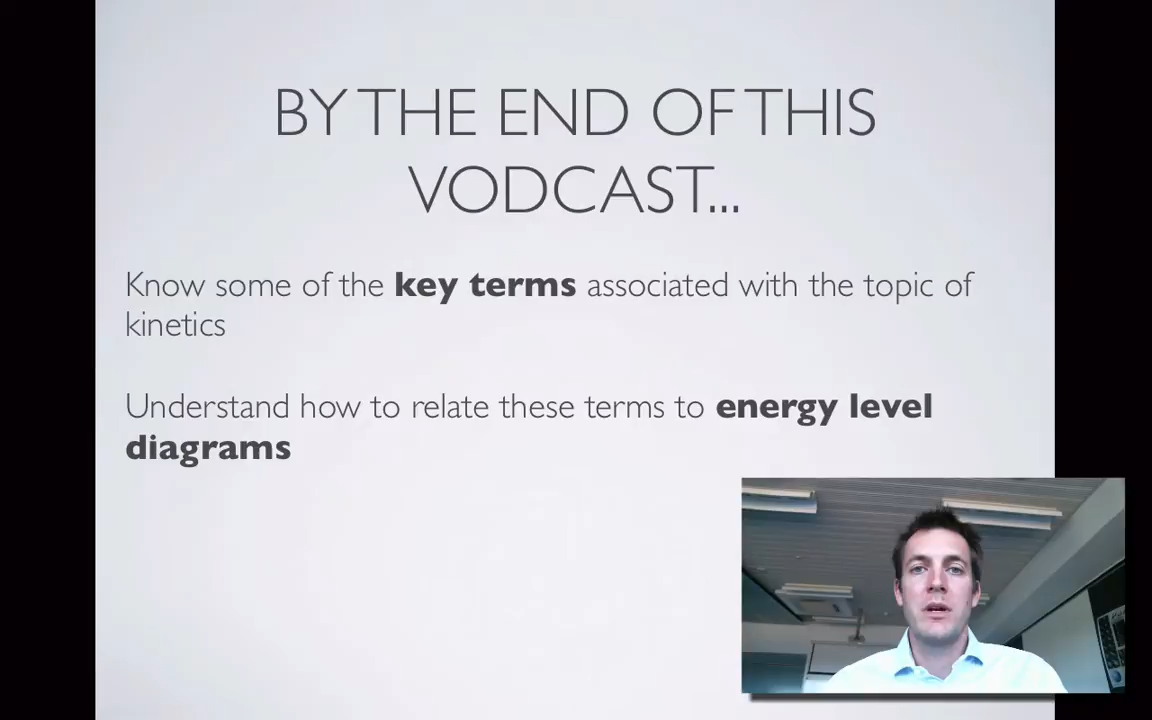 BY THE END OF THIS
VODCAST...
Know some of the key terms associated with the topic of
kinetics
Understand how to relate these terms to energy level
diagrams